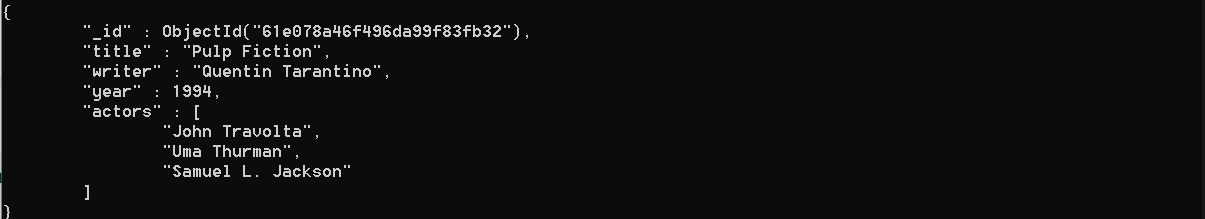 {
"_id" : ObjectId("61e078a46f496da99f83fb32"),
"title" : "Pulp Fiction",
"writer" : "Quentin Tarantino",
"year" : 1994,
"actors" : [
"John Travolta",
"Uma Thurman",
"Samuel L. Jackson"
]
}